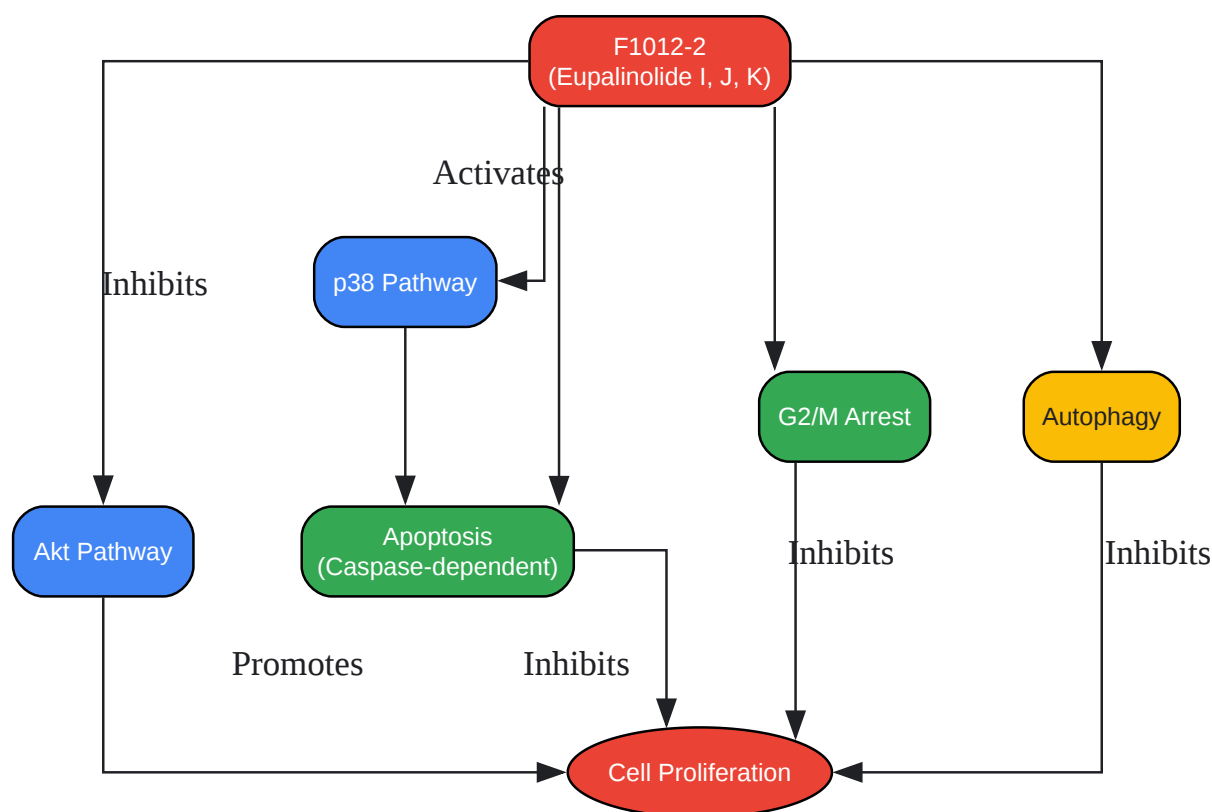 F1012-2
(Eupalinolide I, J, K)
Activates
p38 Pathway
Inhibits
G2/M Arrest
Autophagy
Akt Pathway
Apoptosis
(Caspase-dependent)
Inhibits
Inhibits
Promotes
Inhibits
Cell Proliferation